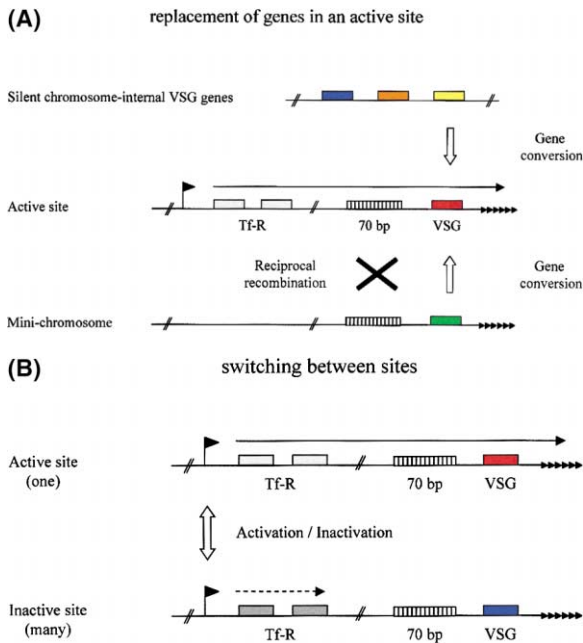 (A)
replacement of genes in an active site
Silent chromosome-internal VSG genes
Gene
conversion
Active site
Tf-R
70 bp
VSG
Reciprocal
recombination
Gene
conversion
Mini-chromosome
(B)
switching between sites
Active site
(one)
Tf-R
70 bp
VSG
Activation / Inactivation
Inactive site
(many)
Tf-R
70 bp
VSG